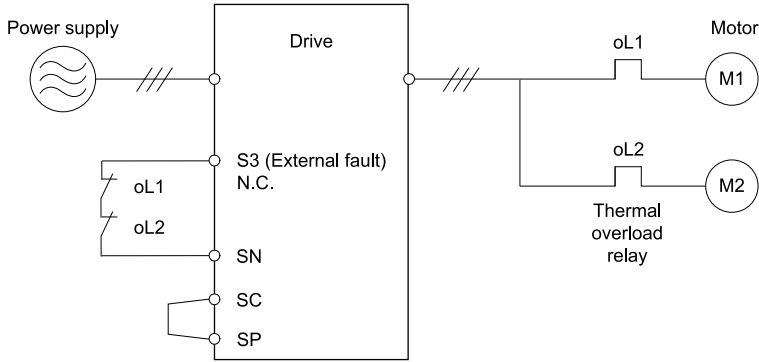 Power supply
Drive
oL1
Motor
M1
S3 (External fault)
N.C.
oL1
oL2
oL2
M2
Thermal
overload
relay
SN
SC
SP